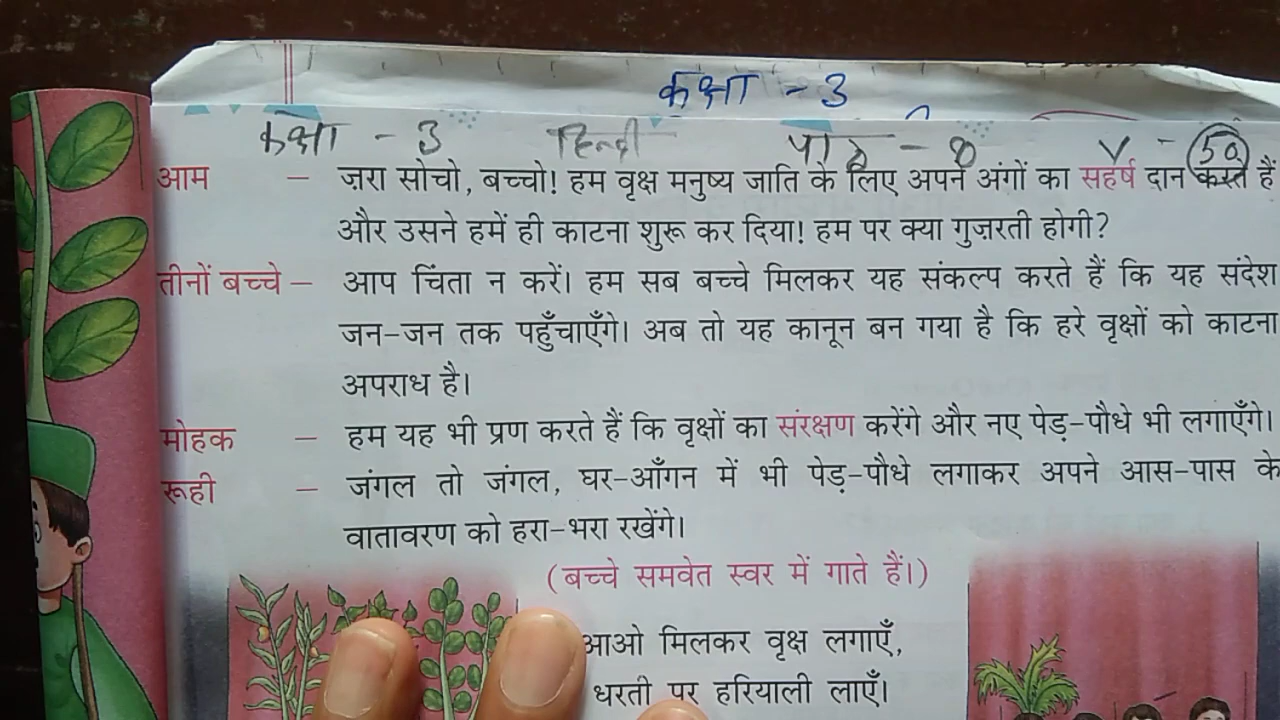 कक्षा - 3
कक्षा - 3 हिन्दी पाठ - 8 V - 5a
आम – ज़रा सोचो, बच्चो! हम वृक्ष मनुष्य जाति के लिए अपने अंगों का सहर्ष दान करते हैं
और उसने हमें ही काटना शुरू कर दिया! हम पर क्या गुज़रती होगी?
तीनों बच्चे – आप चिंता न करें। हम सब बच्चे मिलकर यह संकल्प करते हैं कि यह संदेश
जन-जन तक पहुँचाएँगे। अब तो यह कानून बन गया है कि हरे वृक्षों को काटना
अपराध है।
मोहक – हम यह भी प्रण करते हैं कि वृक्षों का संरक्षण करेंगे और नए पेड़-पौधे भी लगाएँगे।
रूही – जंगल तो जंगल, घर-आँगन में भी पेड़-पौधे लगाकर अपने आस-पास के
वातावरण को हरा-भरा रखेंगे।
(बच्चे समवेत स्वर में गाते हैं।)
आओ मिलकर वृक्ष लगाएँ,
धरती पर हरियाली लाएँ।